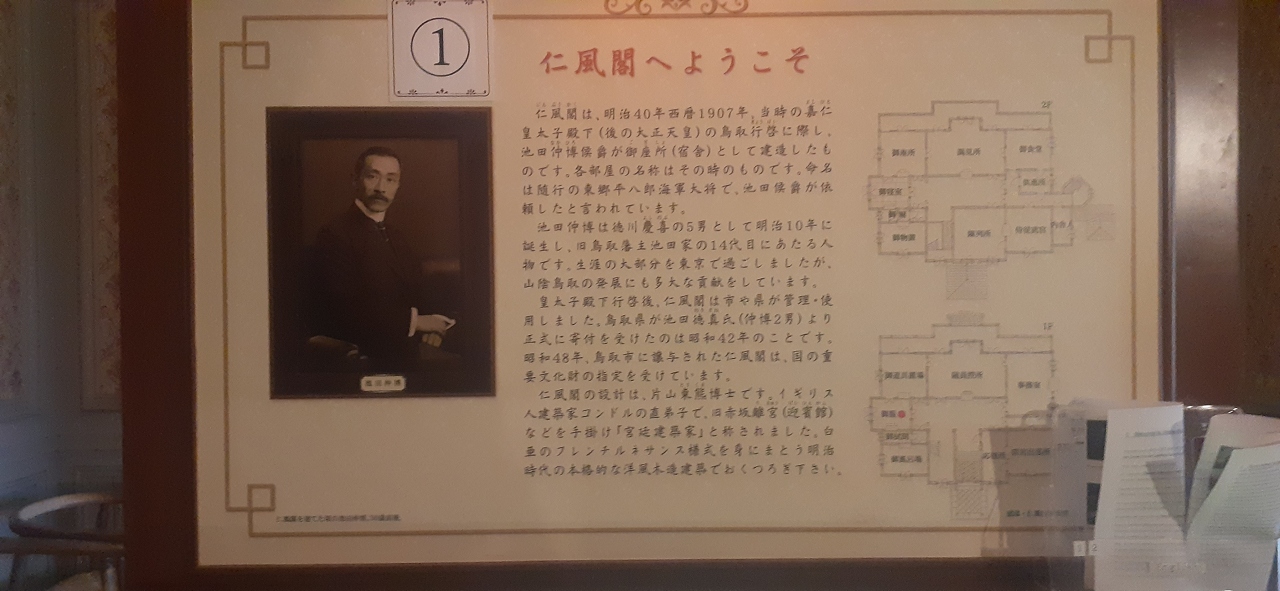 1
仁風閣へようこそ
仁風閣は、明治40年西暦1907年、当時の嘉仁
皇太子殿下(後の大正天皇)の鳥取行啓に際し、
池田仲博侯爵が御座所(宿舎)として建造したも
のです。各部屋の名称はその時のものです。命名
は随行の東郷平八郎海軍大将で、池田侯爵が依
頼したと言われています。
池田仲博は徳川慶喜の5男として明治10年に
誕生し、旧鳥取藩主池田家の14代目にあたる人
物です。生涯の大部分を東京で過ごしましたが、
山陰鳥取の発展にも多大な貢献をしています。
皇太子殿下行啓後、仁風閣は市や県が管理・使
用しました。鳥取県が池田徳真氏(仲博2男)より
正式に寄付を受けたのは昭和42年のことです。
昭和48年、鳥取市に譲与された仁風閣は、国の重
要文化財の指定を受けています。
仁風閣の設計は、片山東熊博士です。イギリス
人建築家コンドルの直弟子で、旧赤坂離宮(迎賓館)
などを手掛け「宮廷建築家」と称されました。白
亜のフレンチルネサンス様式を身にまとう明治
時代の本格的な洋風木造建築でおくつろぎ下さい。
池田仲博
2F
御座所
謁見所
御食堂
御寝室
御物置
侍従武官
1F